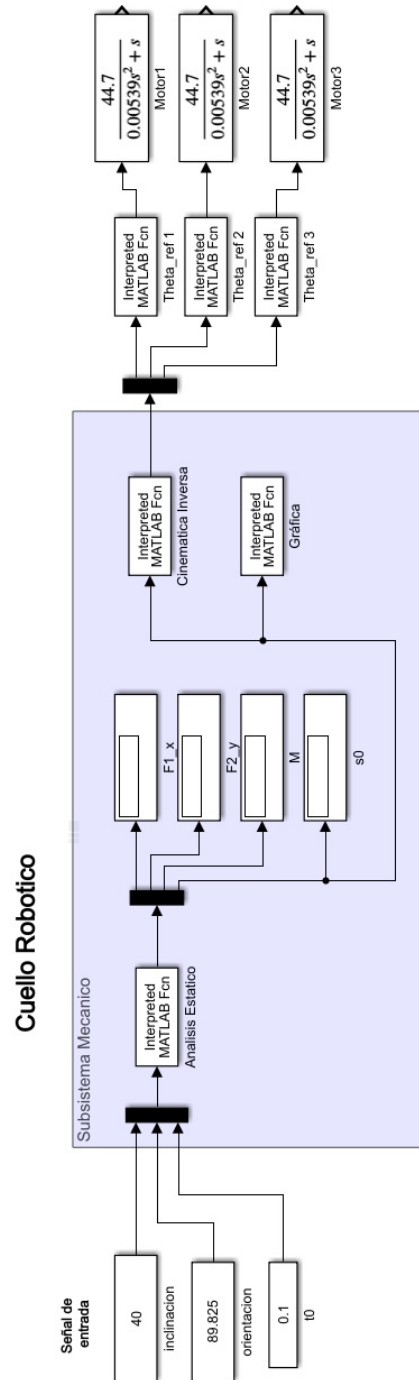 Cuello Robotico
Señal de
entrada
40
inclinacion
89.825
orientacion
0.1
t0
Subsistema Mecanico
Interpreted
MATLAB Fcn
Analisis Estatico
F1_x
F2_y
M
s0
Interpreted
MATLAB Fcn
Cinematica Inversa
Interpreted
MATLAB Fcn
Gráfica
Interpreted
MATLAB Fcn
Theta_ref 1
Interpreted
MATLAB Fcn
Theta_ref 2
Interpreted
MATLAB Fcn
Theta_ref 3
44.7
0.00539s² + s
Motor1
44.7
0.00539s² + s
Motor2
44.7
0.00539s² + s
Motor3